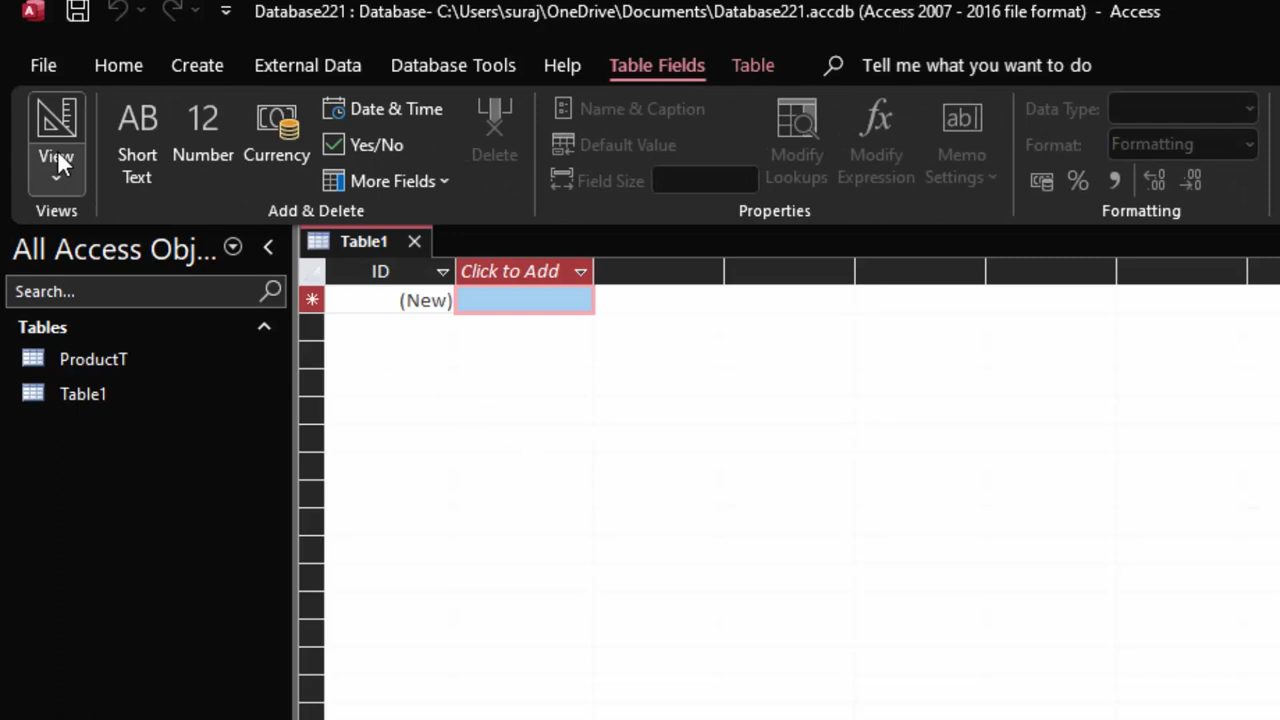 Database221 : Database- C:\Users\suraj\OneDrive\Documents\Database221.accdb (Access 2007 - 2016 file format) - Access
File Home Create External Data Database Tools Help Table Fields Table Tell me what you want to do
View
Views
AB
Short
Text
12
Number
Currency
Date & Time
Yes/No
More Fields
Delete
Add & Delete
Name & Caption
Default Value
Field Size
Modify
Lookups
fx
Modify
Expression
ab
Memo
Settings
Properties
Data Type:
Format: Formatting
% , .00 .00
Formatting
All Access Obj...
Search...
Tables
ProductT
Table1
Table1
ID Click to Add
(New)